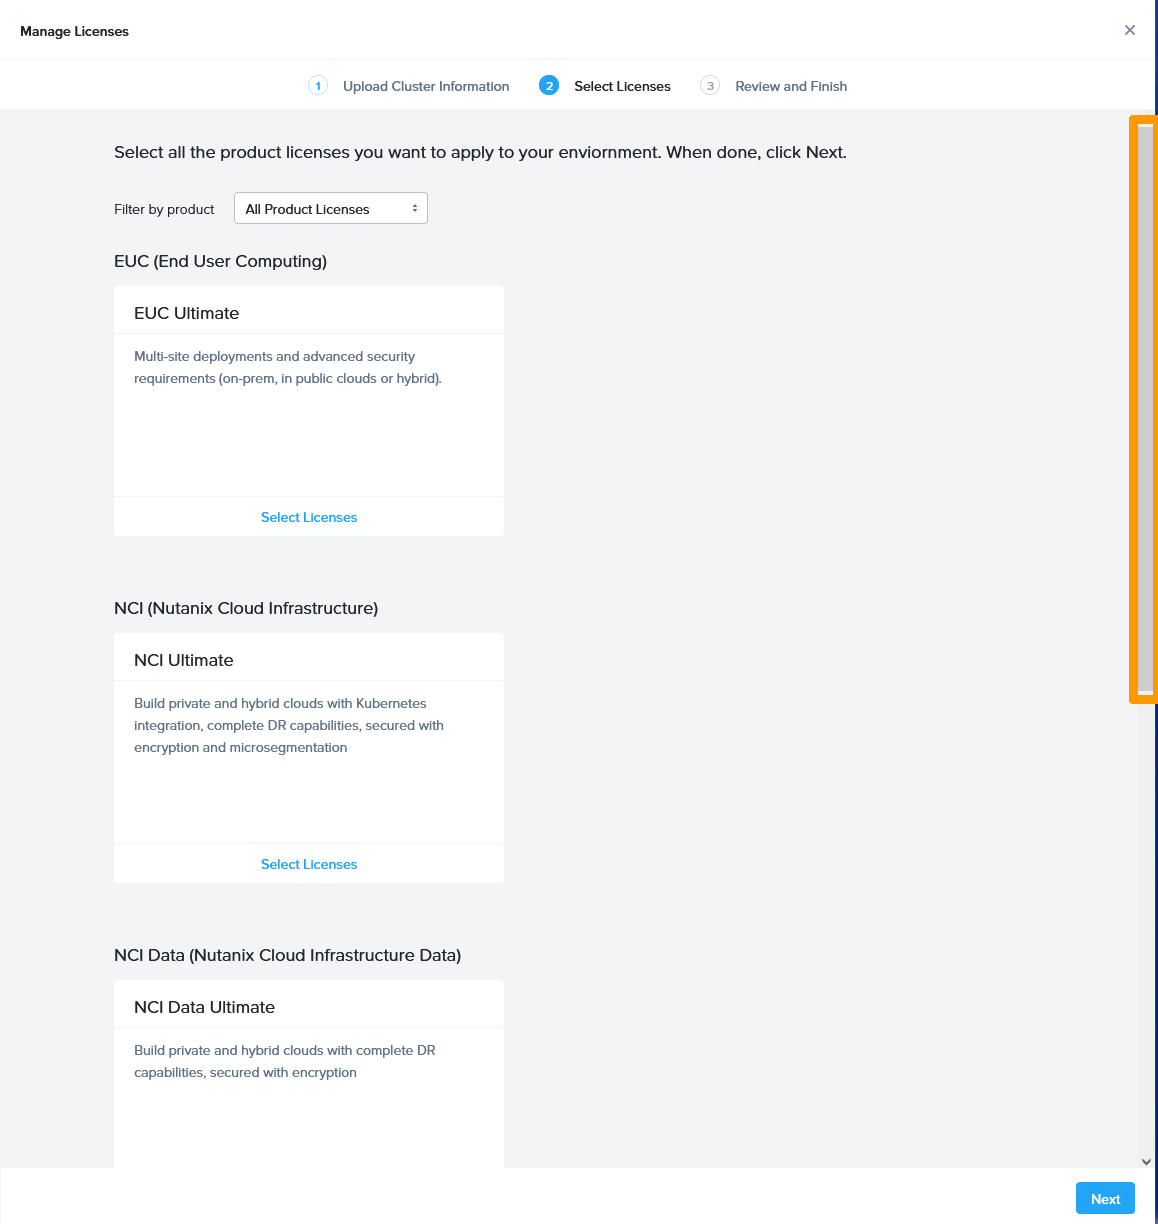 Manage Licenses
1 Upload Cluster Information 2 Select Licenses 3 Review and Finish
Select all the product licenses you want to apply to your enviornment. When done, click Next.
Filter by product All Product Licenses
EUC (End User Computing)
EUC Ultimate
Multi-site deployments and advanced security
requirements (on-prem, in public clouds or hybrid).
Select Licenses
NCI (Nutanix Cloud Infrastructure)
NCI Ultimate
Build private and hybrid clouds with Kubernetes
integration, complete DR capabilities, secured with
encryption and microsegmentation
Select Licenses
NCI Data (Nutanix Cloud Infrastructure Data)
NCI Data Ultimate
Build private and hybrid clouds with complete DR
capabilities, secured with encryption
Next